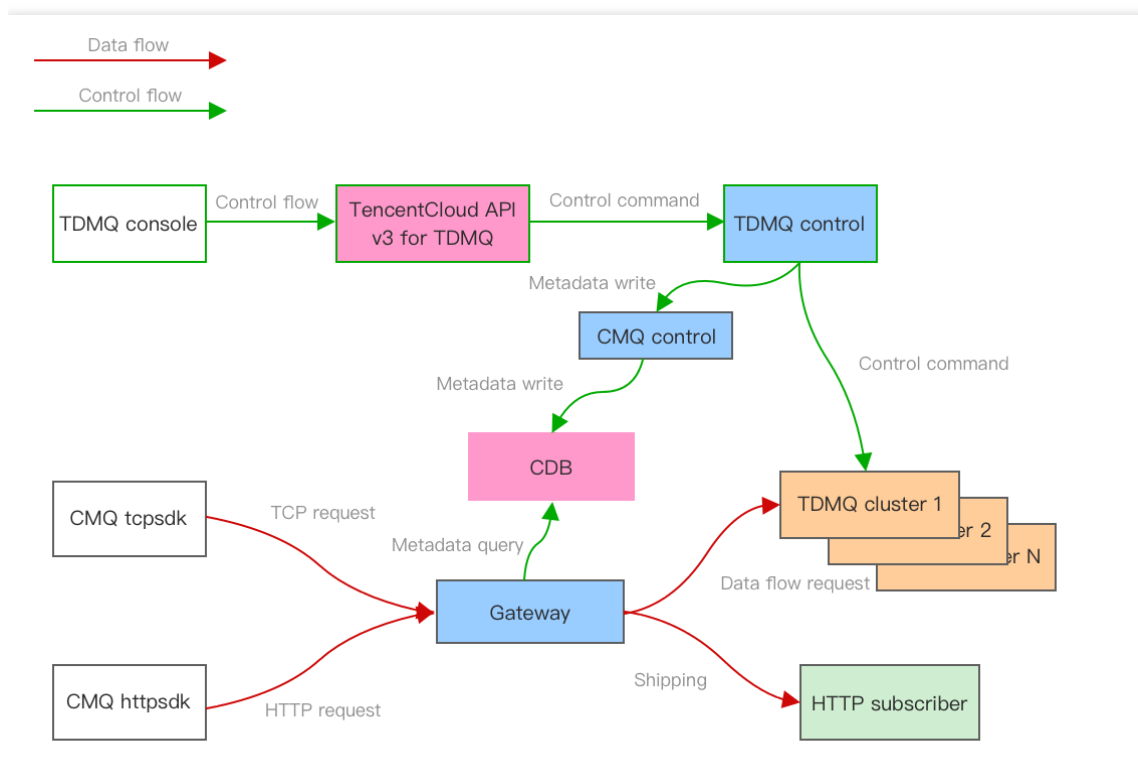 Data flow
Control flow
TDMQ console
Control flow
TencentCloud API
v3 for TDMQ
Control command
TDMQ control
Metadata write
CMQ control
Control command
Metadata write
CDB
CMQ tcpsdk
TCP request
Metadata query
TDMQ cluster 1
er 2
er N
Data flow request
Gateway
CMQ httpsdk
HTTP request
Shipping
HTTP subscriber